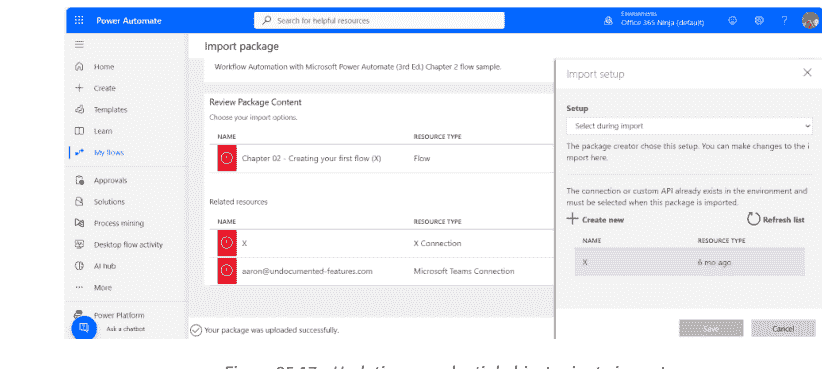 Power Automate
Search for helpful resources
Environments
Office 365 Ninja (default)
Import package
Workflow Automation with Microsoft Power Automate (3rd Ed.) Chapter 2 flow sample.
Home
Create
Templates
Learn
My flows
Approvals
Solutions
Process mining
Desktop flow activity
AI hub
More
Power Platform
Ask a chatbot
Review Package Content
Choose your import options.
NAME RESOURCE TYPE
Chapter 02 - Creating your first flow (X) Flow
Related resources
NAME RESOURCE TYPE
X X Connection
aaron@undocumented-features.com Microsoft Teams Connection
Your package was uploaded successfully.
Import setup
Setup
Select during import
The package creator chose this setup. You can make changes to the i
mport here.
The connection or custom API already exists in the environment and
must be selected when this package is imported.
Create new Refresh list
NAME RESOURCE TYPE
X 6 mo ago
Save Cancel